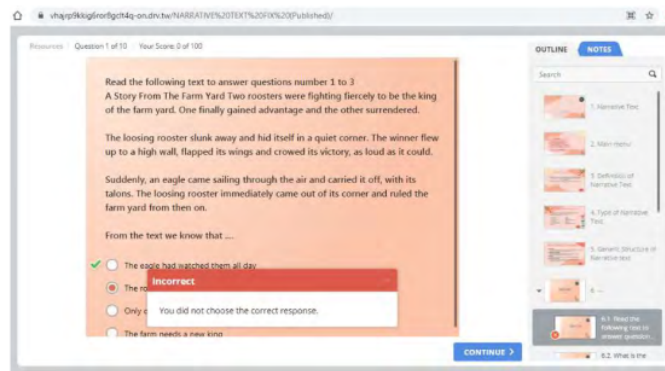 vhajrp9kkig6ror8gclt4q-on.drv.tw/NARRATIVE%20TEXT%20FIX%20(Published)/
Resources Question 1 of 10 Your Score: 0 of 100
Read the following text to answer questions number 1 to 3
A Story From The Farm Yard Two roosters were fighting fiercely to be the king
of the farm yard. One finally gained advantage and the other surrendered.
The loosing rooster slunk away and hid itself in a quiet corner. The winner flew
up to a high wall, flapped its wings and crowed its victory, as loud as it could.
Suddenly, an eagle came sailing through the air and carried it off, with its
talons. The loosing rooster immediately came out of its corner and ruled the
farm yard from then on.
From the text we know that ....
The eagle had watched them all day
The ro
Only
The farm needs a new king
Incorrect
You did not choose the correct response.
CONTINUE >
OUTLINE NOTES
Search
1. Narrative Text
2. Main menu
3. Definition of
Narrative Text
4. Type of Narrative
Text
5. Generic Structure of
Narrative text
6. ...
6.1. Read the
following text to
answer question...
6.2. What is the